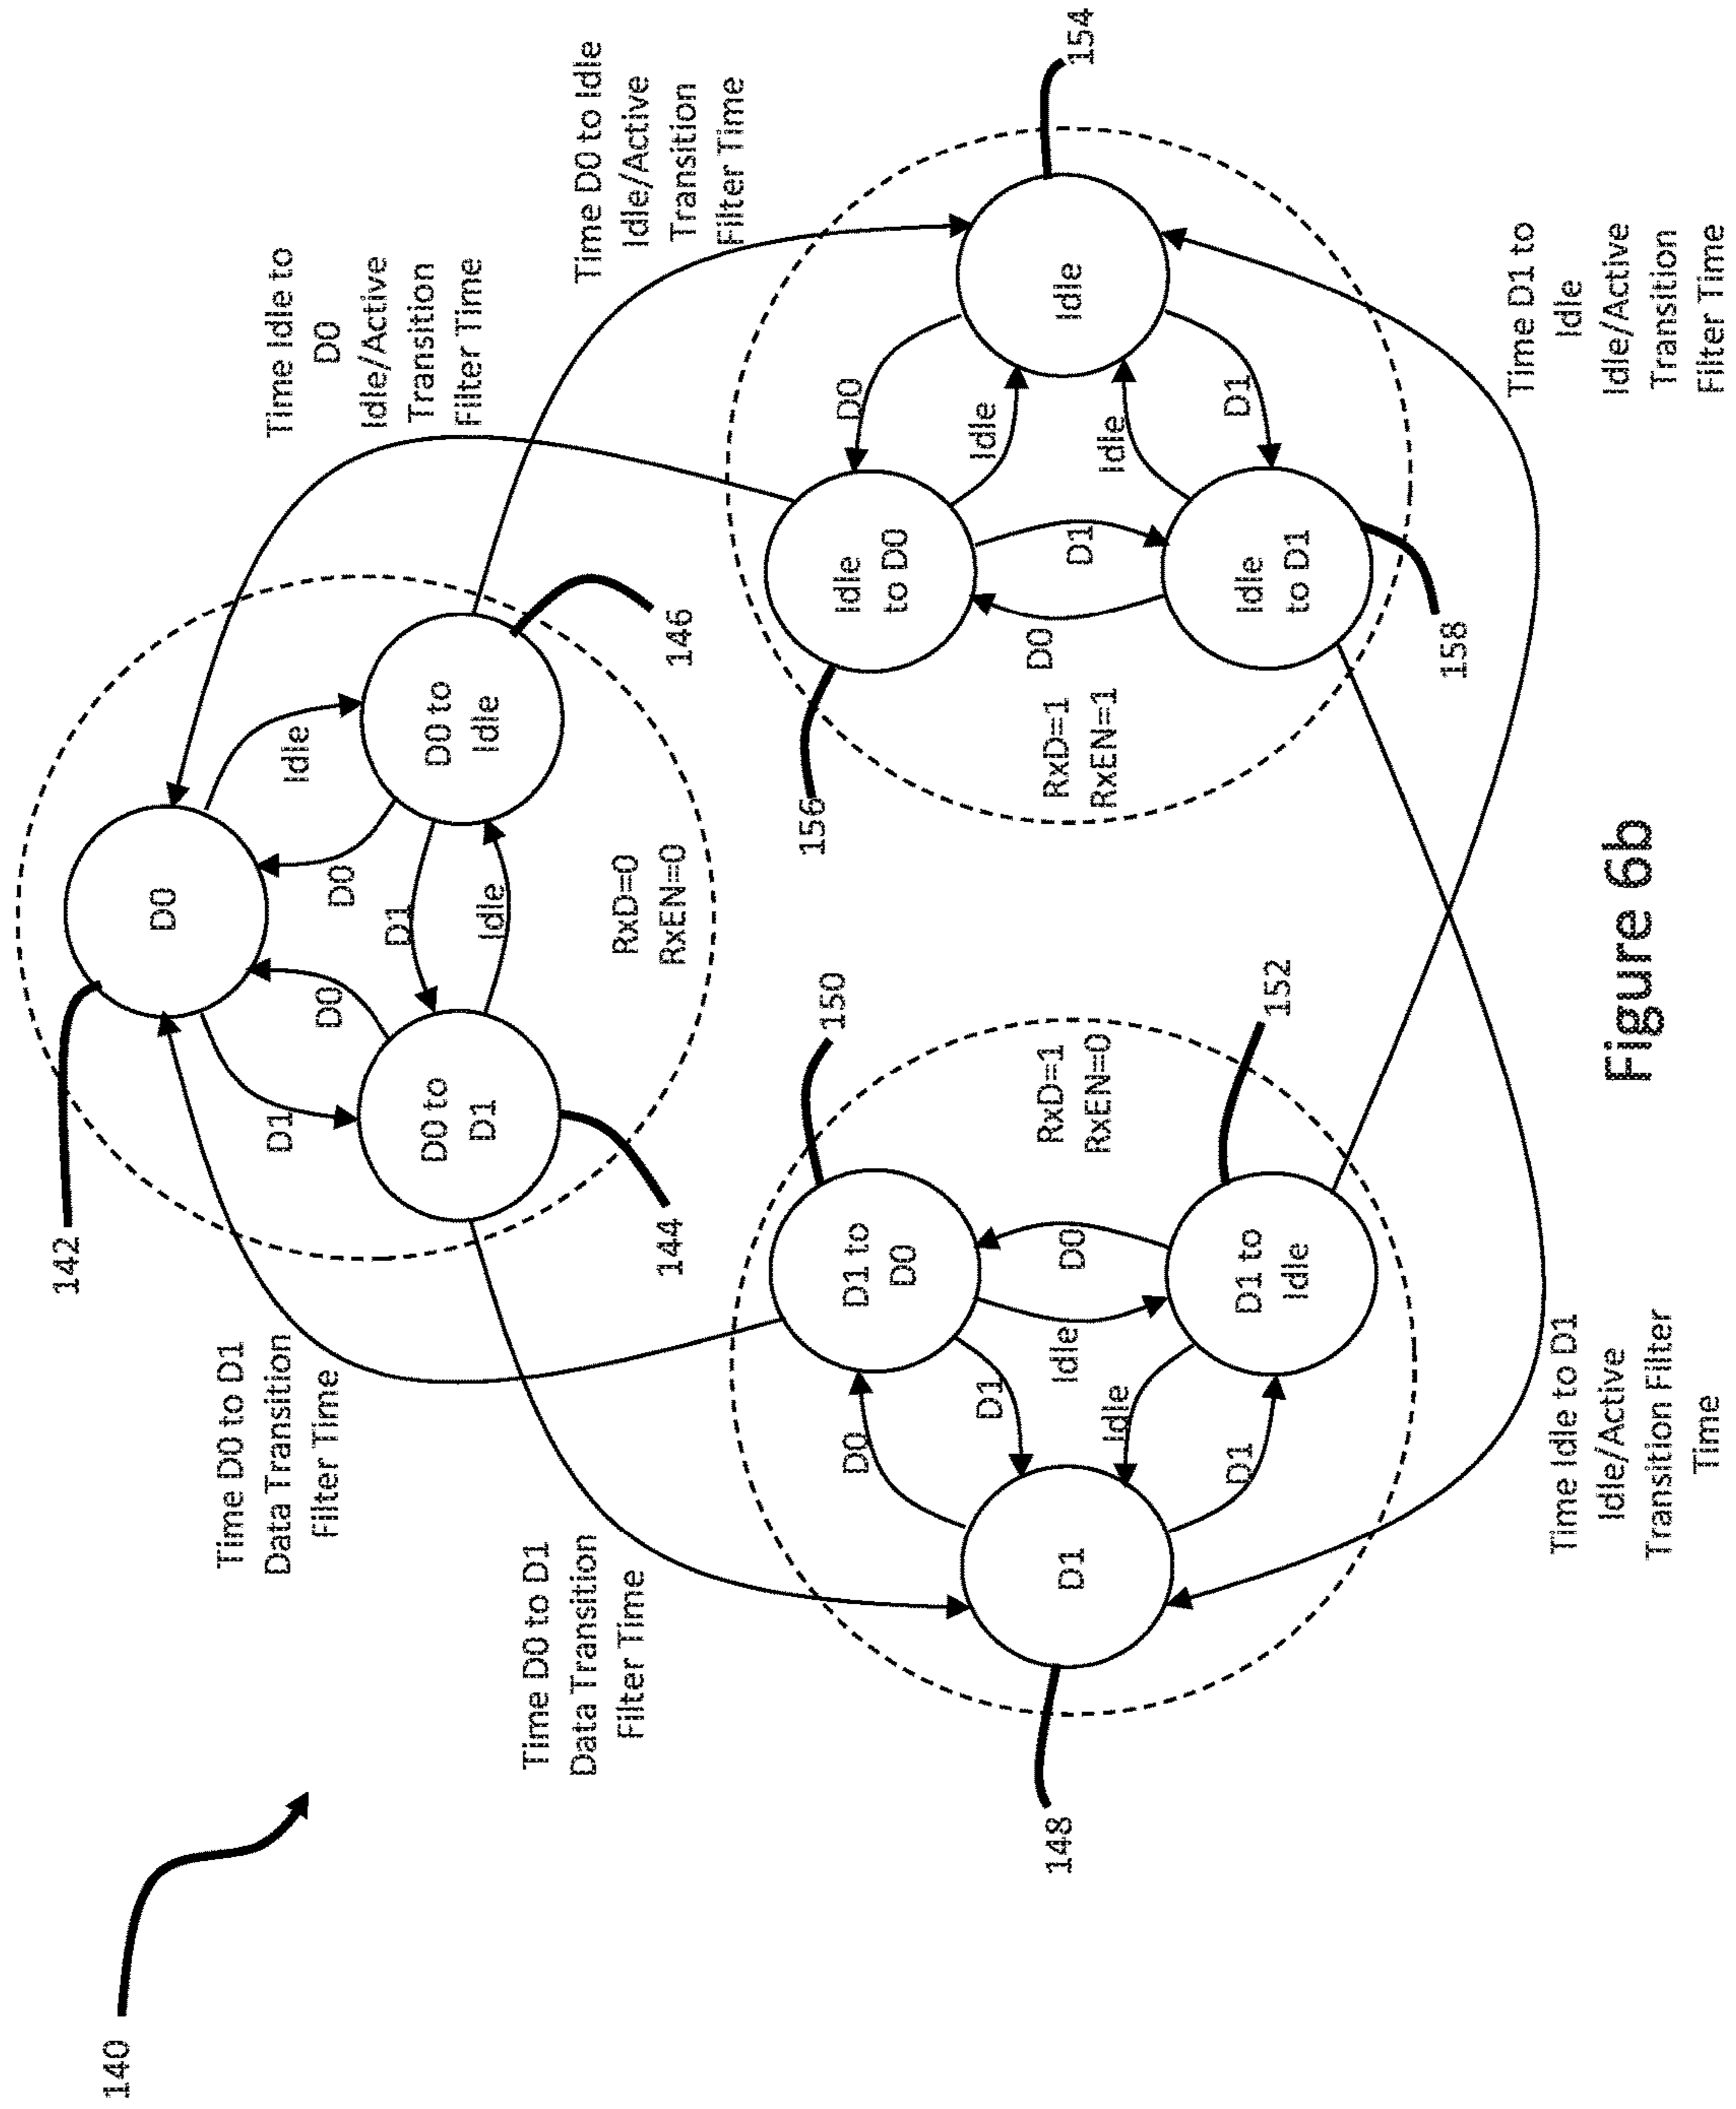 140
142
D0
D1
D0
D0
Idle
D0 to
D1
D1
Idle
D0 to
Idle
144
146
RxD=0
RxEN=0
Time D0 to D1
Data Transition
Filter Time
Time Idle to
D0
Idle/Active
Transition
Filter Time
Time D0 to D1
Data Transition
Filter Time
Time D0 to Idle
Idle/Active
Transition
Filter Time
150
D1 to
D0
D0
D1
Idle
D0
RxD=1
RxEN=0
148
D1
Idle
D1
D1 to
Idle
152
156
Idle
to D0
D0
Idle
RxD=1
RxEN=1
D0
D1
Idle
154
Idle
D1
Idle
to D1
158
Time Idle to D1
Idle/Active
Transition Filter
Time
Time D1 to
Idle
Idle/Active
Transition
Filter Time
Figure 6b